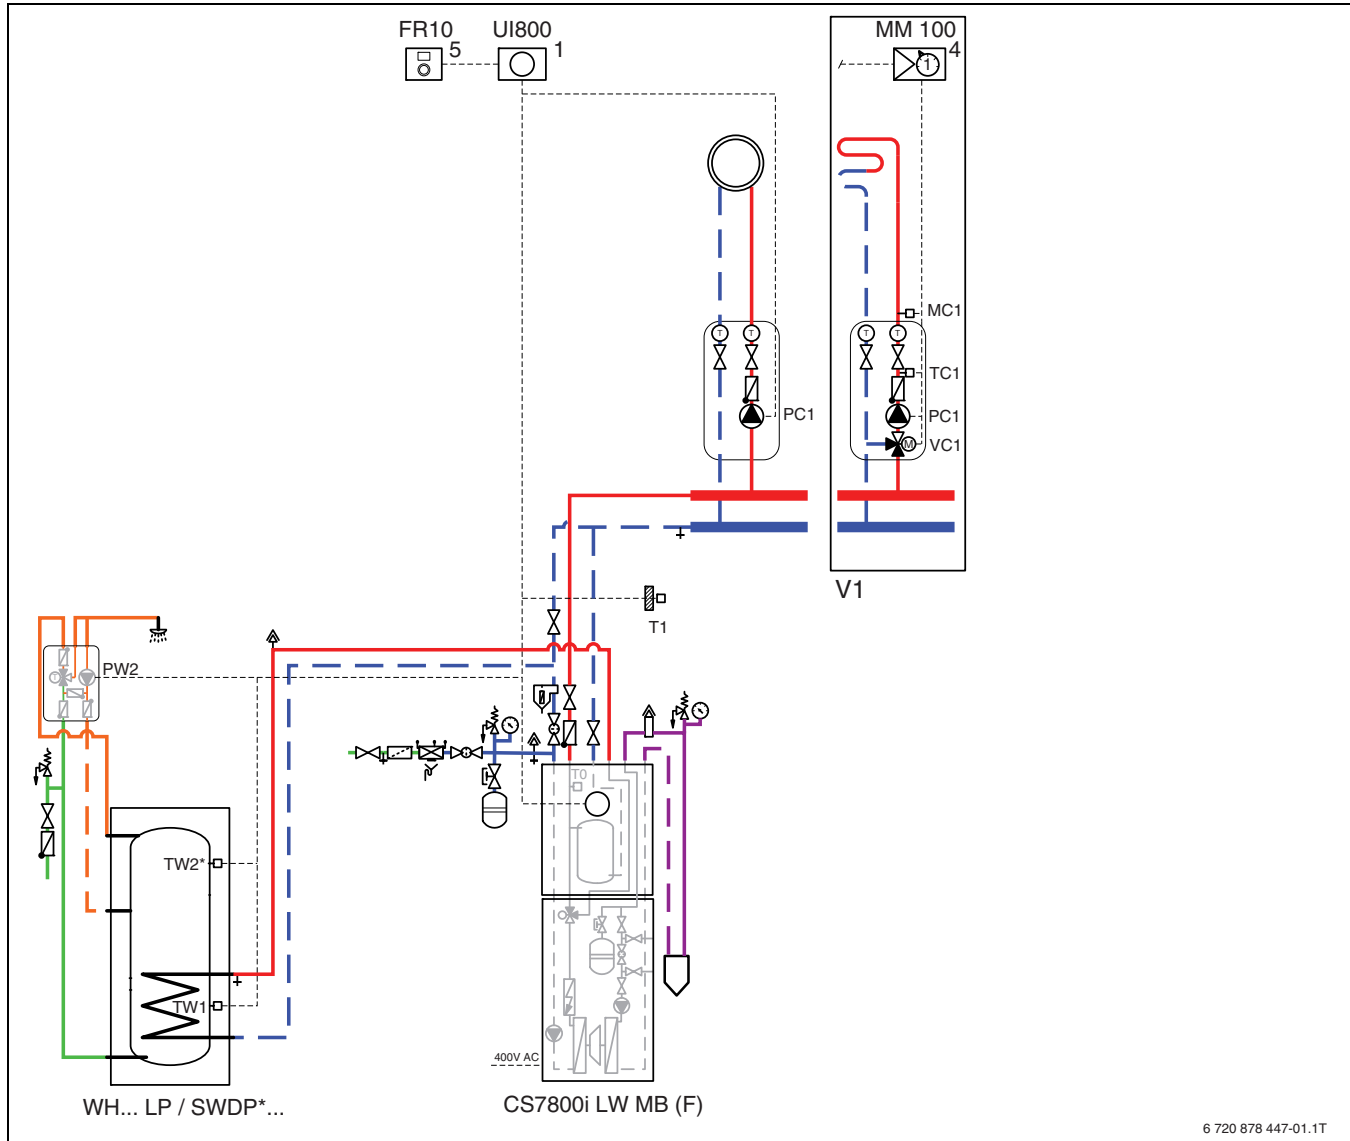 FR10
5
UI800
1
MM 100
4
1
MC1
T
T
T
T
TC1
PC1
PC1
M
VC1
V1
T1
PW2
T
T0
TW2*
TW1
400V AC
WH... LP / SWDP*...
CS7800i LW MB (F)
6 720 878 447-01.1T